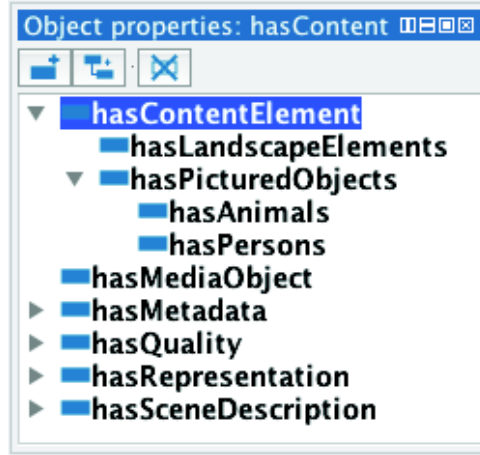 Object properties: hasContent
hasContentElement
hasLandscapeElements
hasPicturedObjects
hasAnimals
hasPersons
hasMediaObject
hasMetadata
hasQuality
hasRepresentation
hasSceneDescription